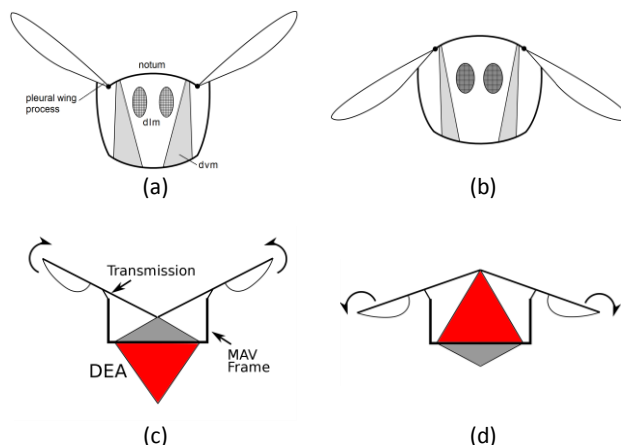 notum
pleural wing
process
dlm
dvm
(a)
(b)
Transmission
DEA
MAV
Frame
(c)
(d)